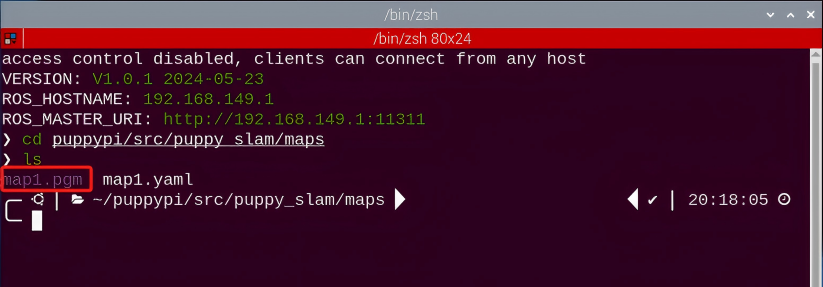 /bin/zsh
/bin/zsh 80x24
access control disabled, clients can connect from any host
VERSION: V1.0.1 2024-05-23
ROS_HOSTNAME: 192.168.149.1
ROS_MASTER_URI: http://192.168.149.1:11311
❯ cd puppypi/src/puppy_slam/maps
❯ ls
map1.pgm map1.yaml
~/puppypi/src/puppy_slam/maps ✔ 20:18:05